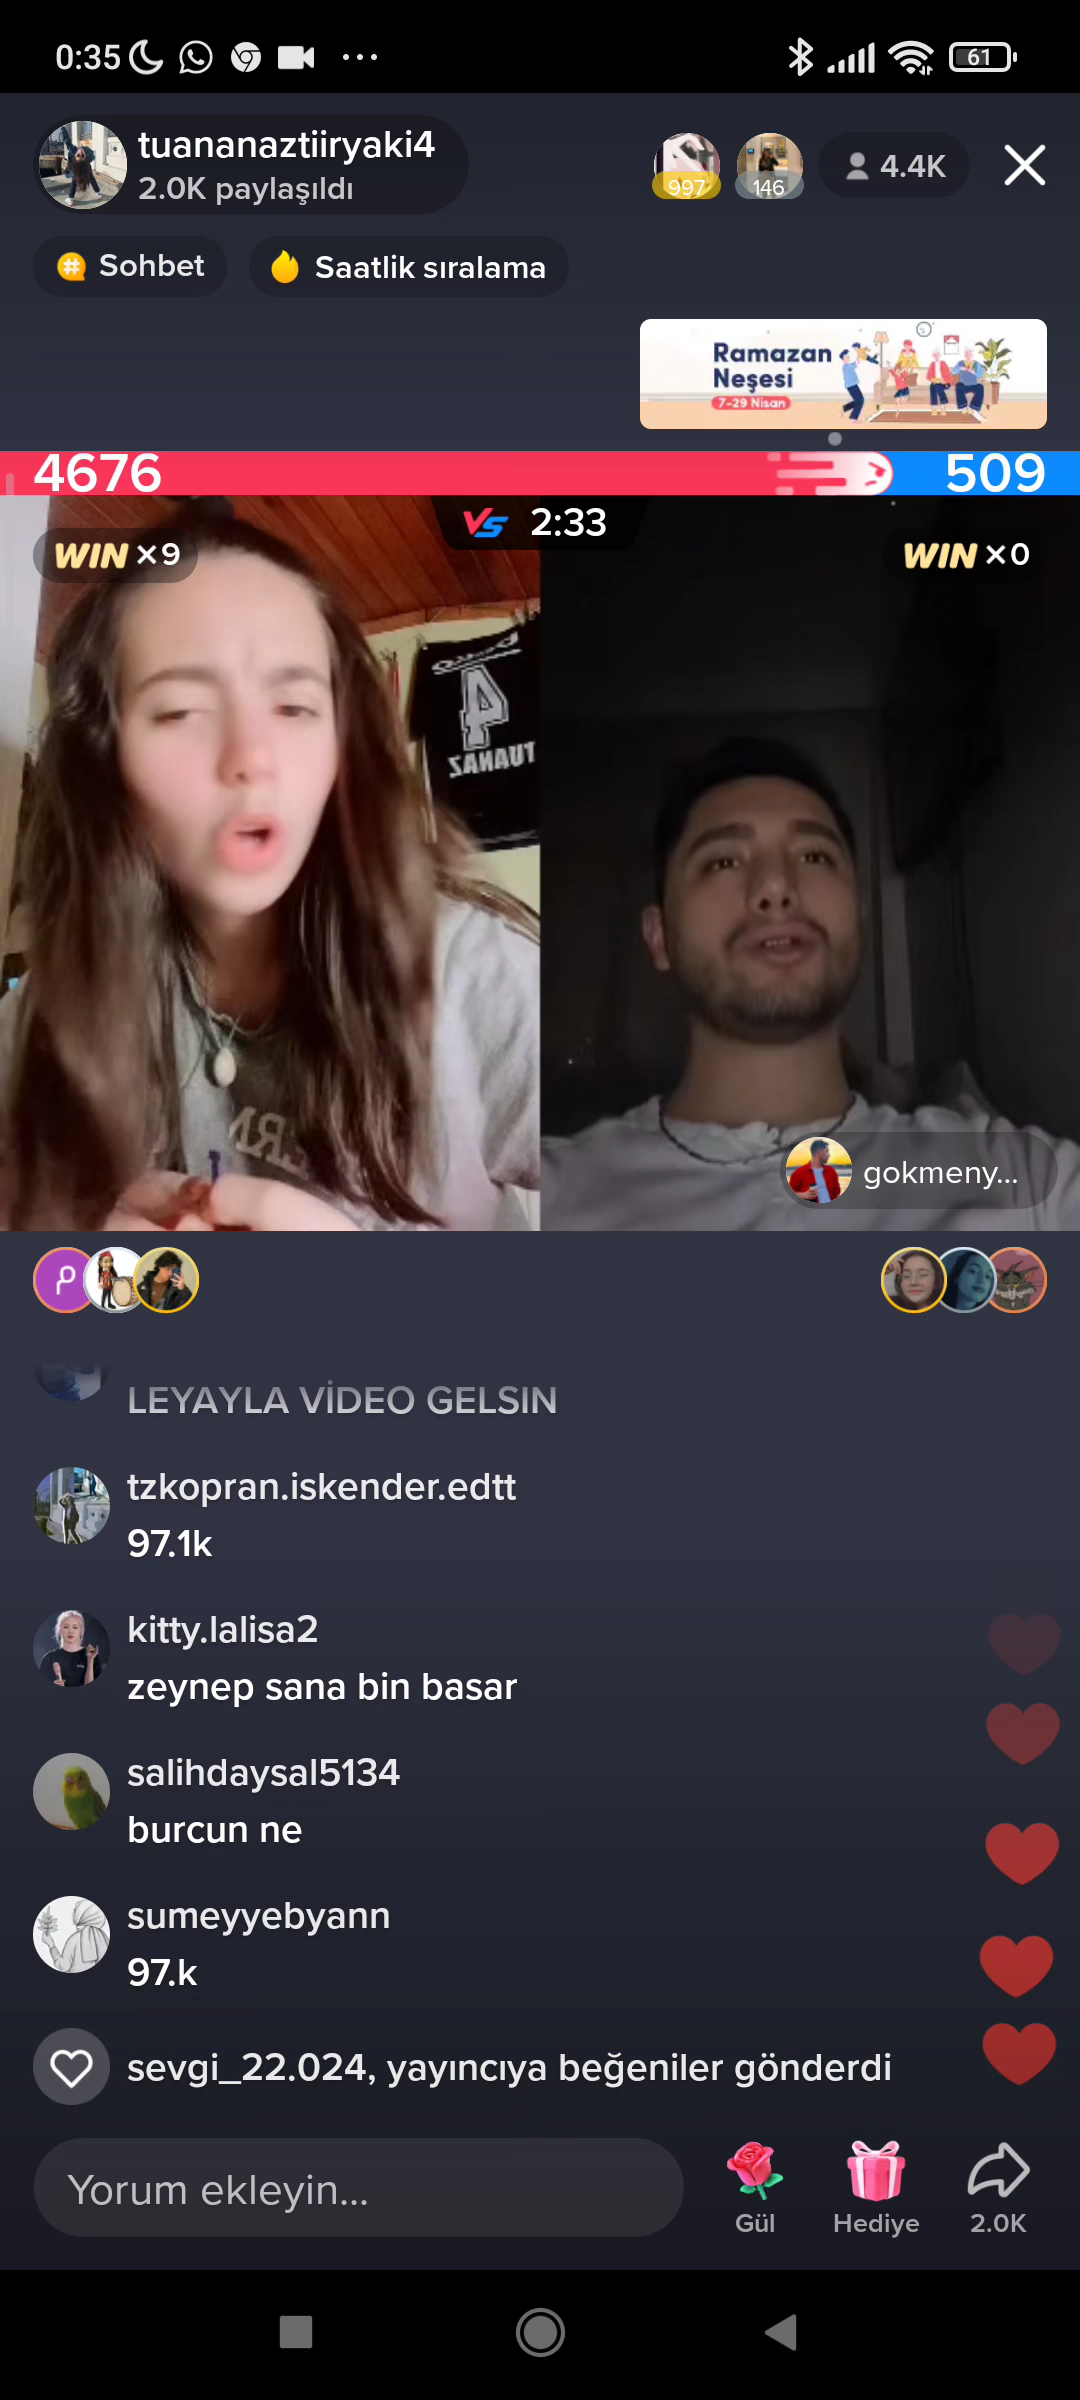 0:35
61
tuananaztiiryaki4
2.0K paylaşıldı
997
146
4.4K
Sohbet
Saatlik sıralama
Ramazan
Neşesi
7-29 Nisan
4676
509
VS 2:33
WIN ×9
WIN ×0
4
TUANAZ
gokmeny...
LEYAYLA VİDEO GELSIN
tzkopran.iskender.edtt
97.1k
kitty.lalisa2
zeynep sana bin basar
salihdaysal5134
burcun ne
sumeyyebyann
97.k
sevgi_22.024, yayıncıya beğeniler gönderdi
Yorum ekleyin...
Gül
Hediye
2.0K